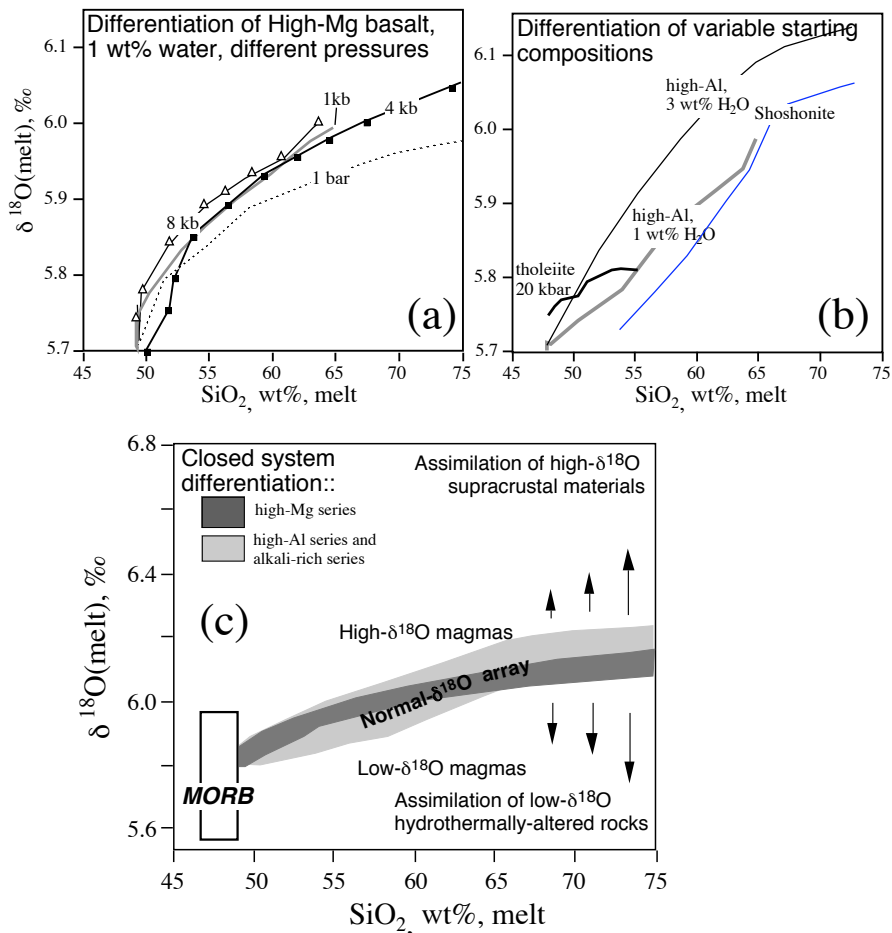 Differentiation of High-Mg basalt,
1 wt% water, different pressures
6.1
6.0
5.9
5.8
5.7
δ ¹⁸O(melt), ‰
1kb
4 kb
1 bar
8 kb
(a)
45
50
55
60
65
70
75
SiO₂, wt%, melt
Differentiation of variable starting
compositions
6.1
6.0
5.9
5.8
5.7
high-Al,
3 wt% H₂O
Shoshonite
high-Al,
1 wt% H₂O
tholeiite
20 kbar
(b)
45
50
55
60
65
70
75
SiO₂, wt%, melt
6.8
6.4
6.0
5.6
δ ¹⁸O(melt), ‰
Closed system
differentiation::
high-Mg series
high-Al series and
alkali-rich series
Assimilation of high-δ¹⁸O
supracrustal materials
(c)
High-δ¹⁸O magmas
Normal-δ¹⁸O array
Low-δ¹⁸O magmas
MORB
Assimilation of low-δ¹⁸O
hydrothermally-altered rocks
45
50
55
60
65
70
75
SiO₂, wt%, melt